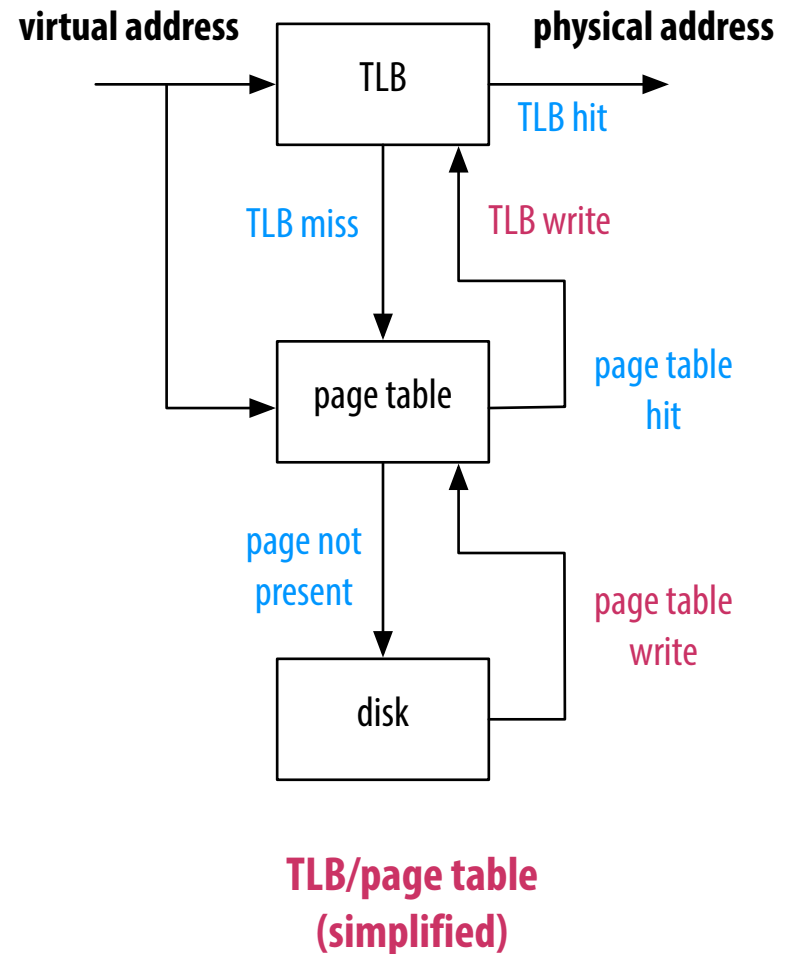 virtual address
physical address
TLB
TLB hit
TLB miss
TLB write
page table
page table
hit
page not
present
page table
write
disk
TLB/page table
(simplified)